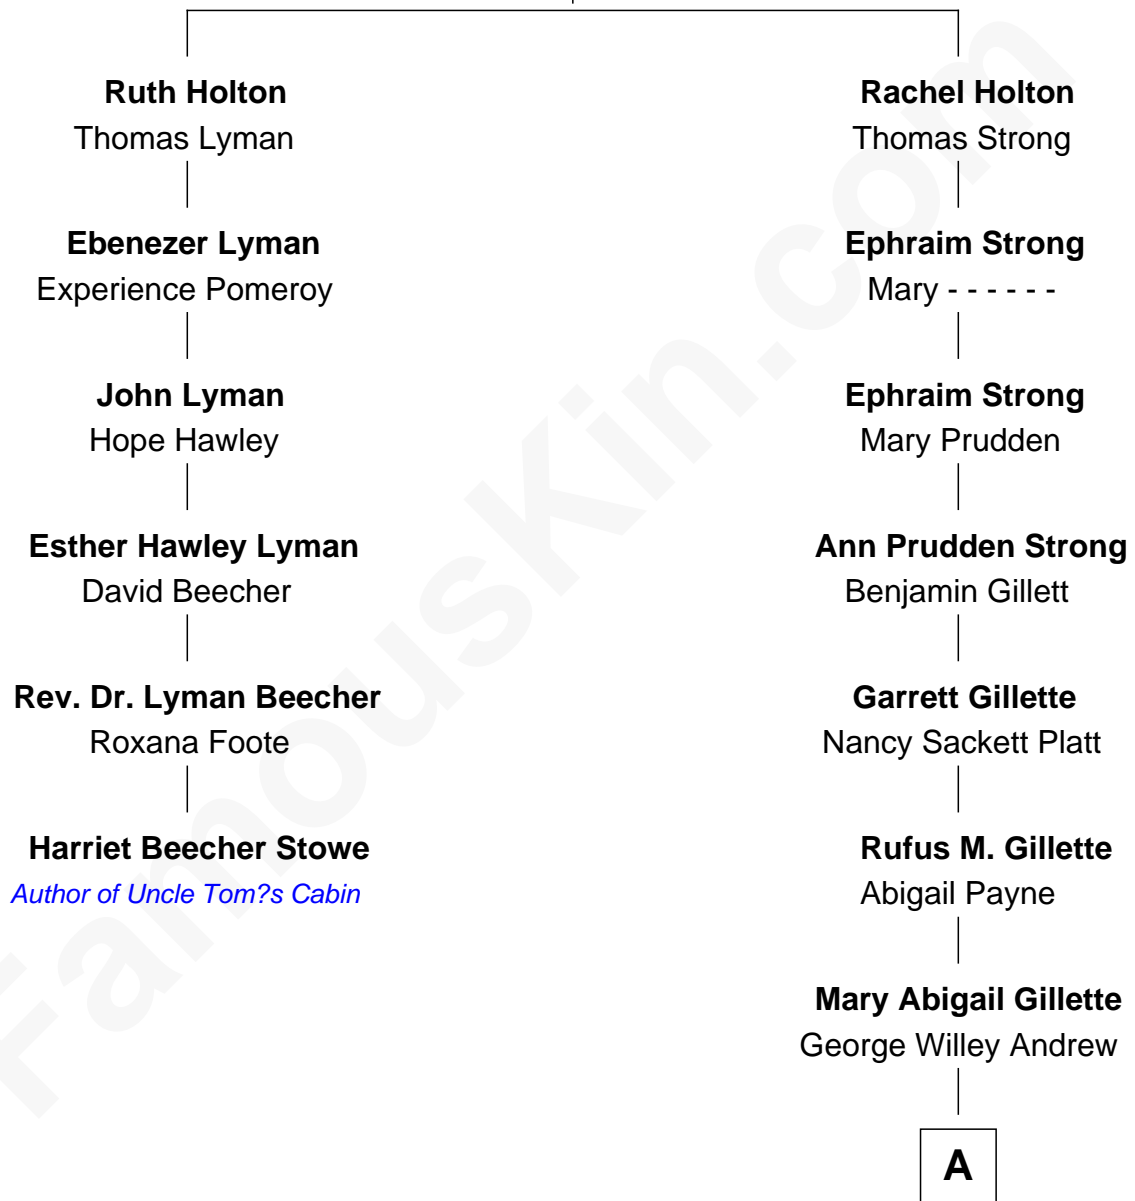 Ruth Holton
Thomas Lyman
Ebenezer Lyman
Experience Pomeroy
John Lyman
Hope Hawley
Esther Hawley Lyman
David Beecher
Rev. Dr. Lyman Beecher
Roxana Foote
Harriet Beecher Stowe
Author of Uncle Tom?s Cabin
Rachel Holton
Thomas Strong
Ephraim Strong
Mary - - - - - -
Ephraim Strong
Mary Prudden
Ann Prudden Strong
Benjamin Gillett
Garrett Gillette
Nancy Sackett Platt
Rufus M. Gillette
Abigail Payne
Mary Abigail Gillette
George Willey Andrew
A
FamousKin.com